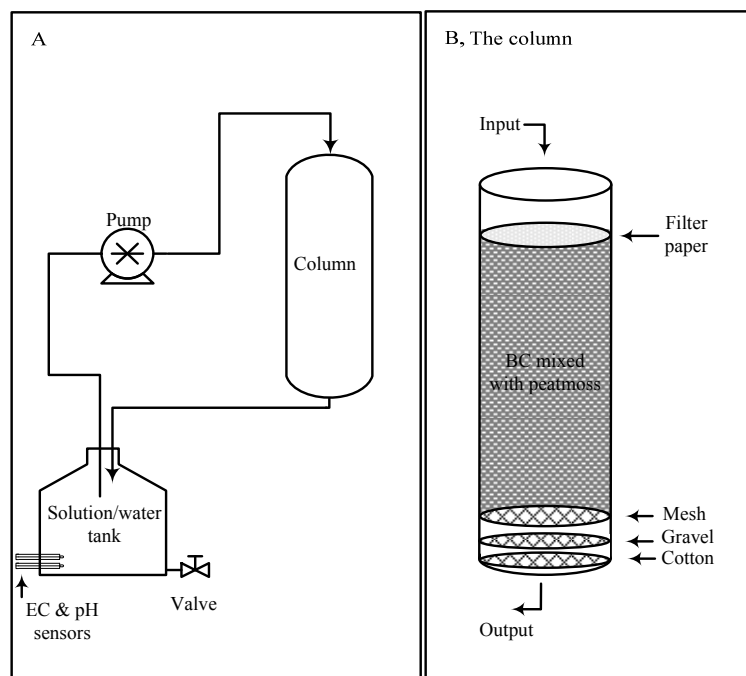 A
Pump
Column
Solution/water
tank
EC & pH
sensors
Valve
B, The column
Input
Filter
paper
BC mixed
with peatmoss
Mesh
Gravel
Cotton
Output